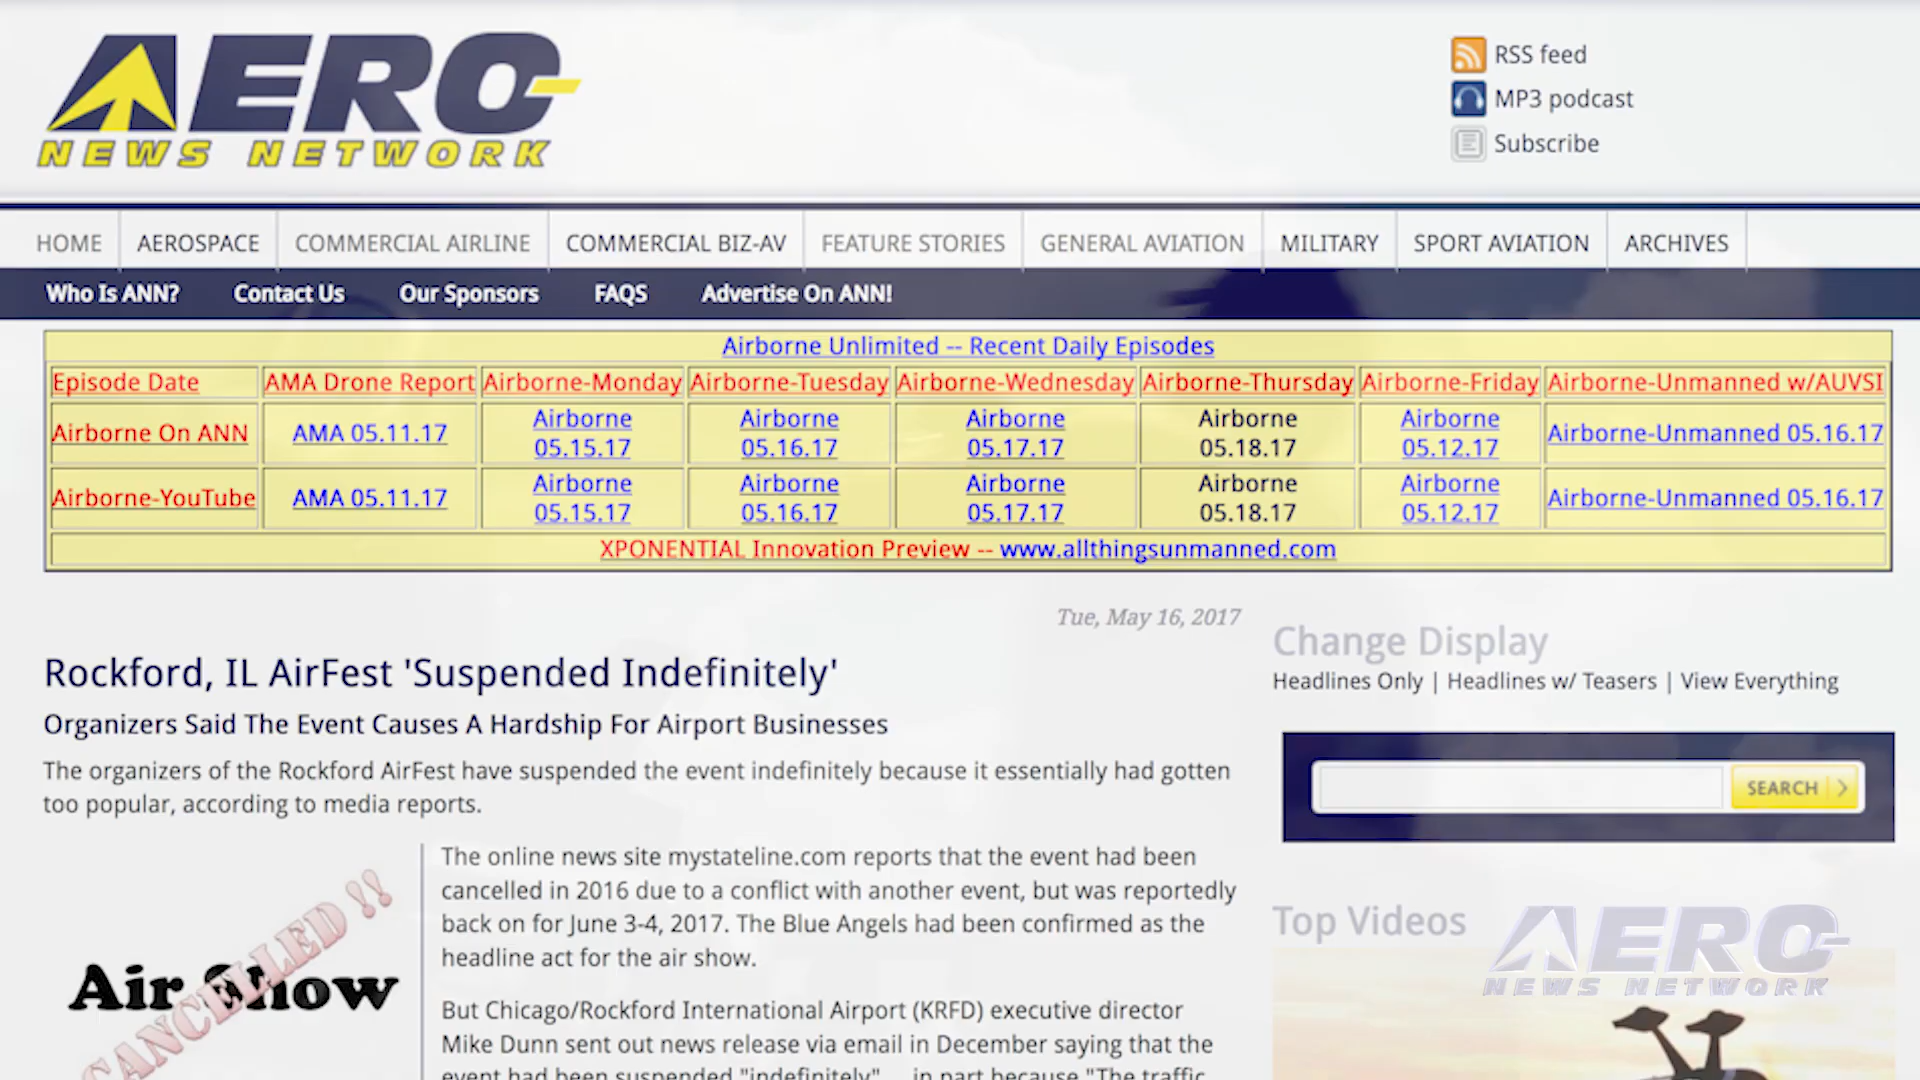 AERO
NEWS NETWORK
RSS feed
MP3 podcast
Subscribe
HOME AEROSPACE COMMERCIAL AIRLINE COMMERCIAL BIZ-AV FEATURE STORIES GENERAL AVIATION MILITARY SPORT AVIATION ARCHIVES
Who Is ANN? Contact Us Our Sponsors FAQS Advertise On ANN!
Airborne Unlimited -- Recent Daily Episodes
Episode Date AMA Drone Report Airborne-Monday Airborne-Tuesday Airborne-Wednesday Airborne-Thursday Airborne-Friday Airborne-Unmanned w/AUVSI
Airborne On ANN AMA 05.11.17 Airborne 05.15.17 Airborne 05.16.17 Airborne 05.17.17 Airborne 05.18.17 Airborne 05.12.17 Airborne-Unmanned 05.16.17
Airborne-YouTube AMA 05.11.17 Airborne 05.15.17 Airborne 05.16.17 Airborne 05.17.17 Airborne 05.18.17 Airborne 05.12.17 Airborne-Unmanned 05.16.17
XPONENTIAL Innovation Preview -- www.allthingsunmanned.com
Tue, May 16, 2017
Rockford, IL AirFest 'Suspended Indefinitely'
Organizers Said The Event Causes A Hardship For Airport Businesses
The organizers of the Rockford AirFest have suspended the event indefinitely because it essentially had gotten
too popular, according to media reports.
The online news site mystateline.com reports that the event had been
cancelled in 2016 due to a conflict with another event, but was reportedly
back on for June 3-4, 2017. The Blue Angels had been confirmed as the
headline act for the air show.
But Chicago/Rockford International Airport (KRFD) executive director
Mike Dunn sent out news release via email in December saying that the
event had been suspended "indefinitely" ... in part because "The traffic
Air Show
CANCELLED !!
Change Display
Headlines Only | Headlines w/ Teasers | View Everything
SEARCH
Top Videos
AERO
NEWS NETWORK